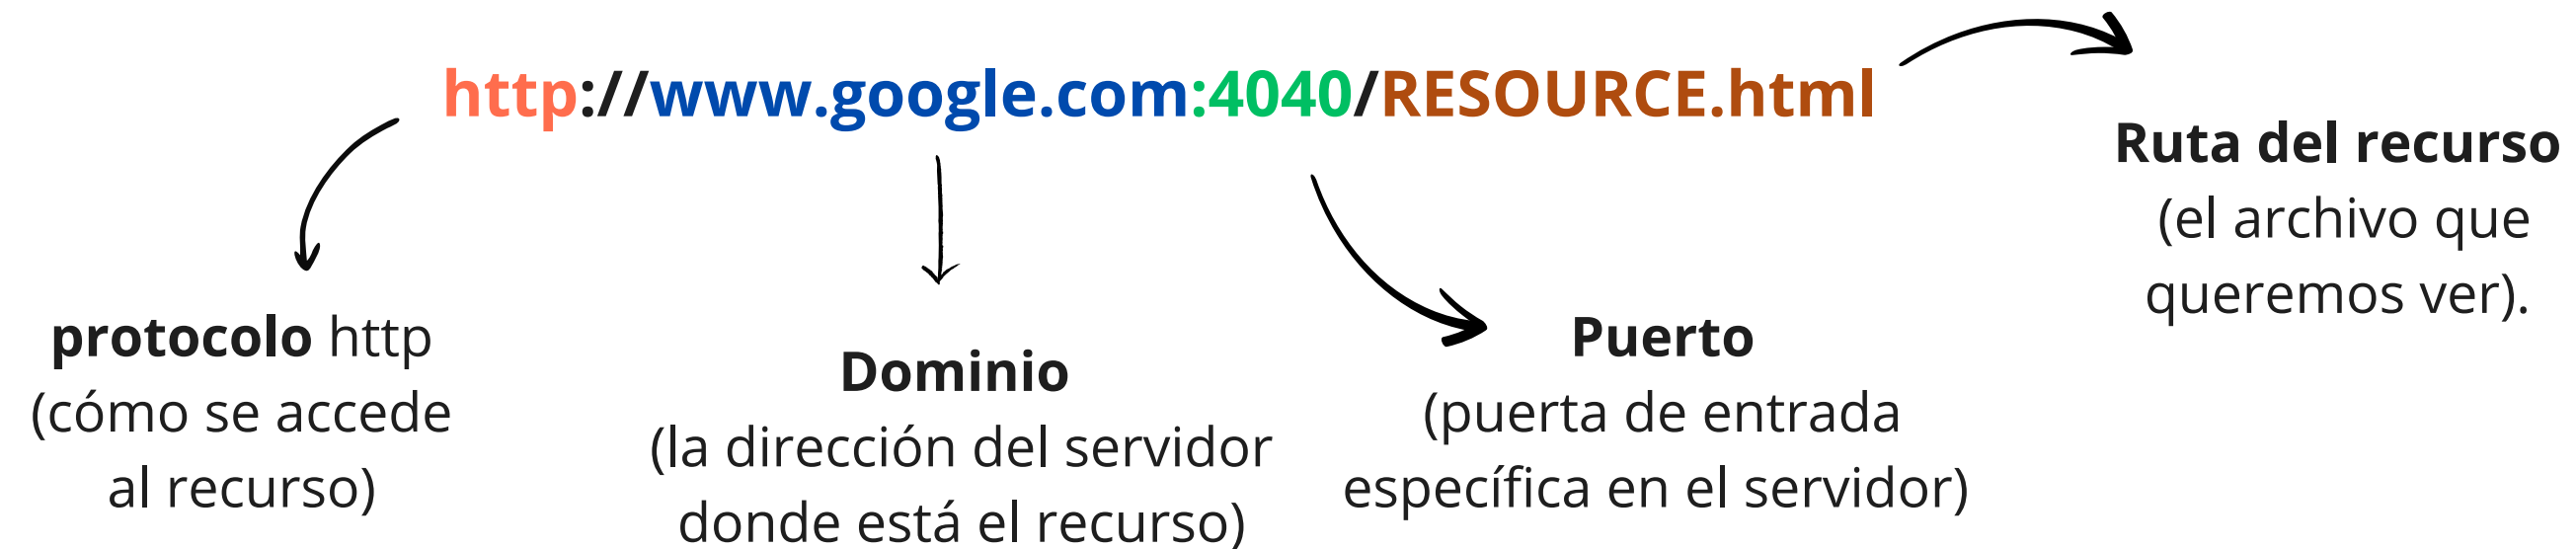 http://www.google.com:4040/RESOURCE.html
protocolo http
(cómo se accede
al recurso)
Dominio
(la dirección del servidor
donde está el recurso)
Puerto
(puerta de entrada
específica en el servidor)
Ruta del recurso
(el archivo que
queremos ver).